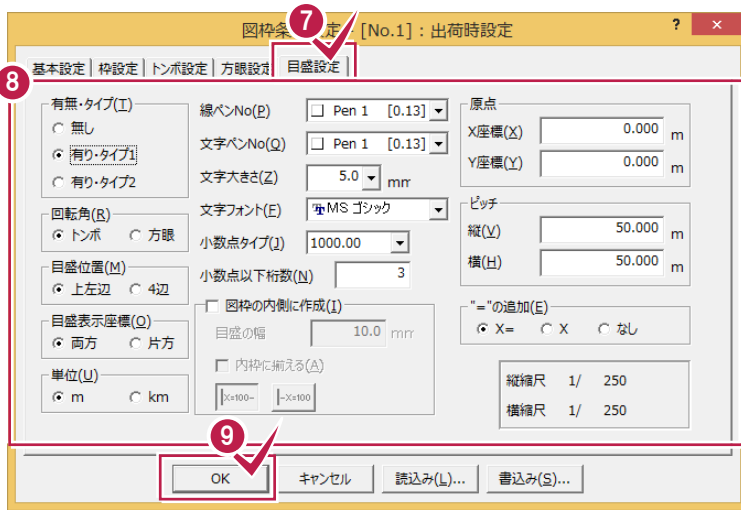 図枠条 定 - [No.1]:出荷時設定 ? ×
7
基本設定 枠設定 トンボ設定 方眼設定 目盛設定
8
有無・タイプ(T)
無し
有り・タイプ1
有り・タイプ2
回転角(R)
トンボ 方眼
目盛位置(M)
上左辺 4辺
目盛表示座標(O)
両方 片方
単位(U)
m km
線ペンNo(P) Pen 1 [0.13]
文字ペンNo(Q) Pen 1 [0.13]
文字大きさ(Z) 5.0 mm
文字フォント(F) MS ゴシック
小数点タイプ(J) 1000.00
小数点以下桁数(N) 3
図枠の内側に作成(I)
目盛の幅 10.0 mm
内枠に揃える(A)
X=100- -X=100
原点
X座標(X) 0.000 m
Y座標(Y) 0.000 m
ピッチ
縦(V) 50.000 m
横(H) 50.000 m
"="の追加(E)
X= X なし
縦縮尺 1/ 250
横縮尺 1/ 250
9
OK キャンセル 読込み(L)... 書込み(S)...